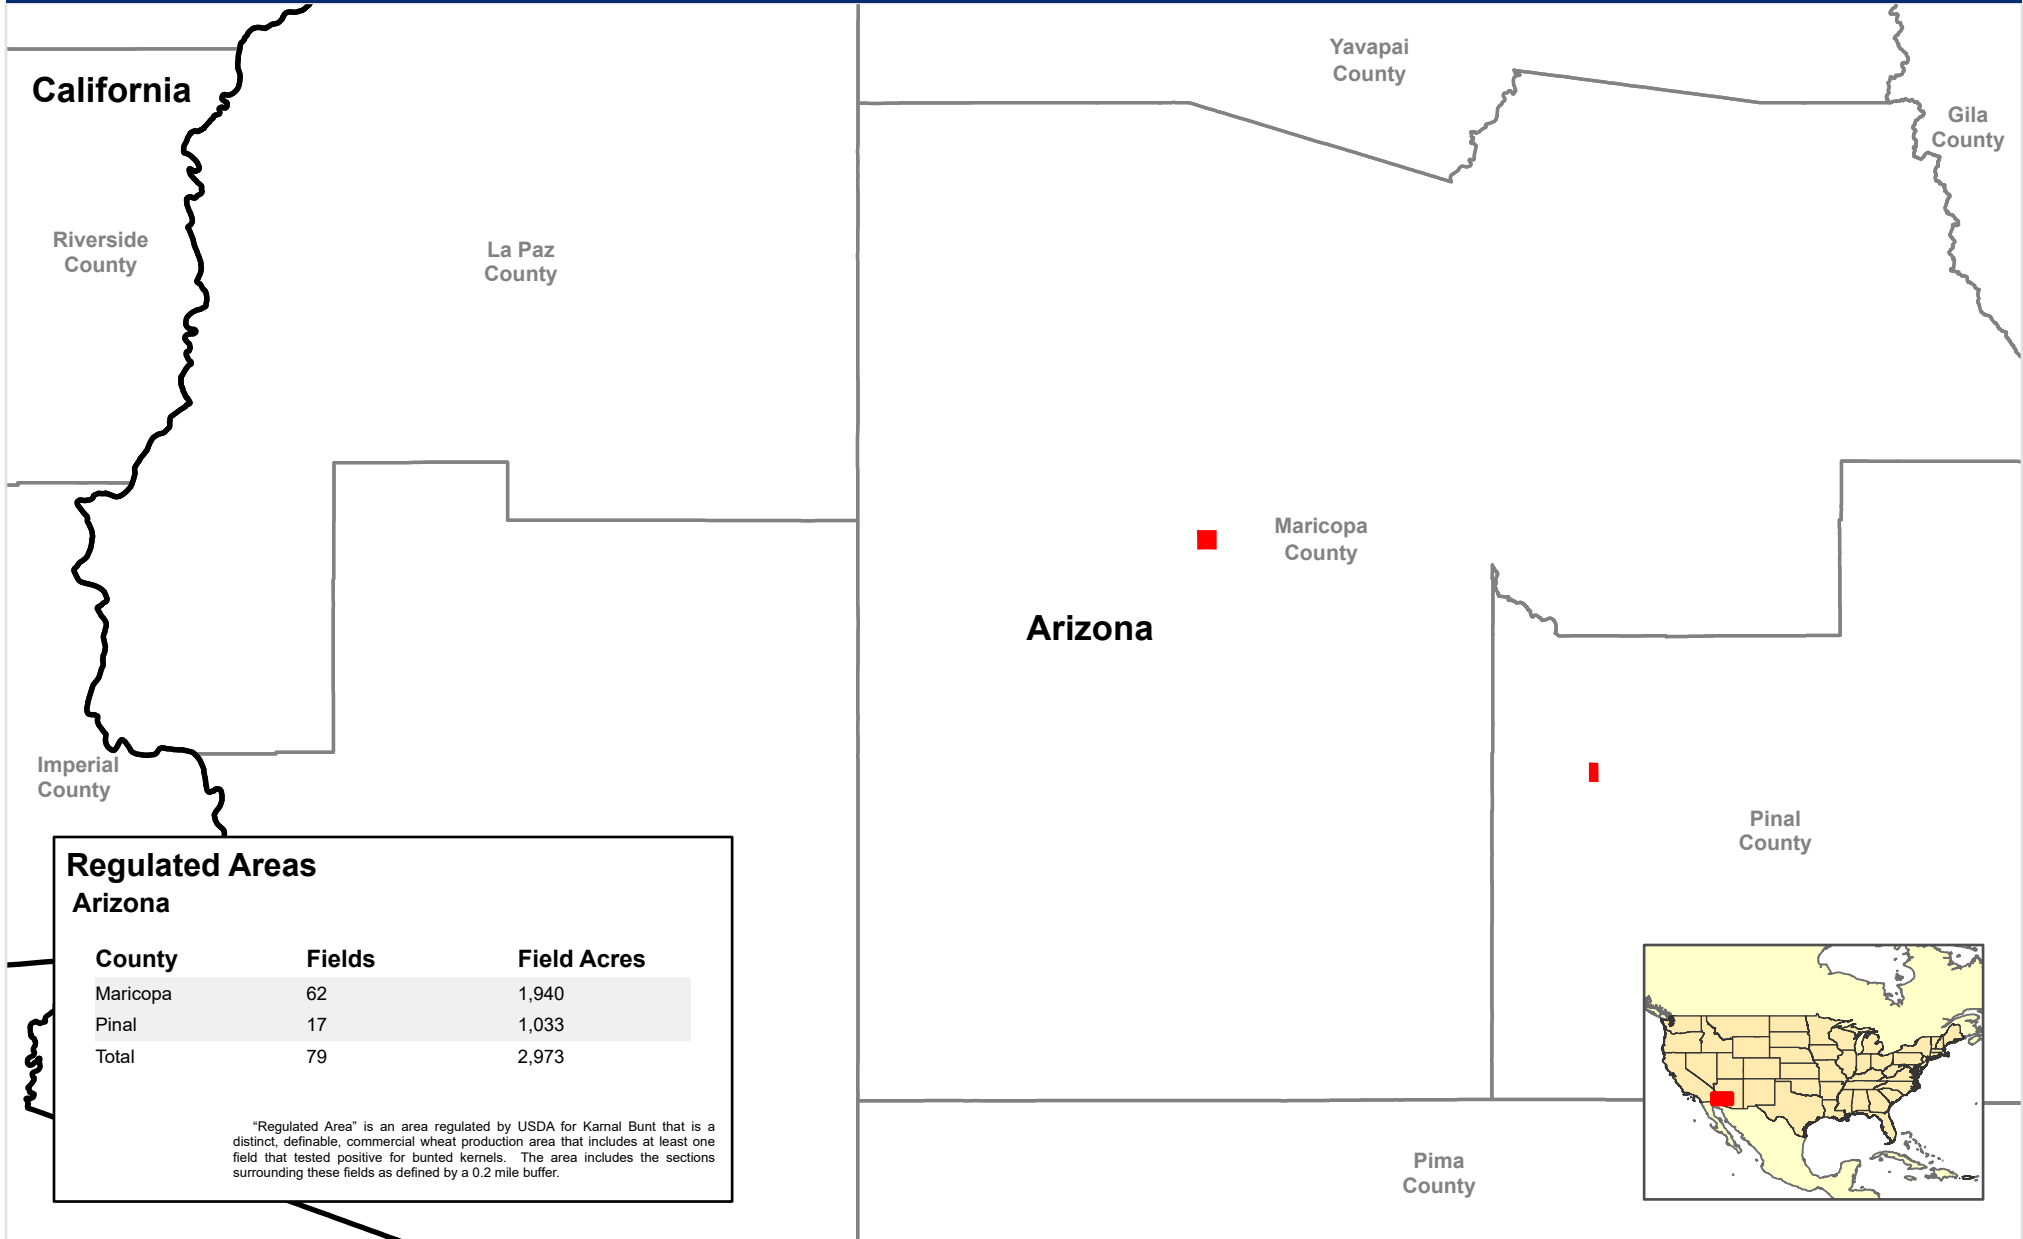 California
Yavapai
County
Gila
County
Riverside
County
La Paz
County
Maricopa
County
Arizona
Imperial
County
Pinal
County
Pima
County
Regulated Areas
Arizona
County Fields Field Acres
Maricopa 62 1,940
Pinal 17 1,033
Total 79 2,973
“Regulated Area” is an area regulated by USDA for Karnal Bunt that is a
distinct, definable, commercial wheat production area that includes at least one
field that tested positive for bunted kernels. The area includes the sections
surrounding these fields as defined by a 0.2 mile buffer.